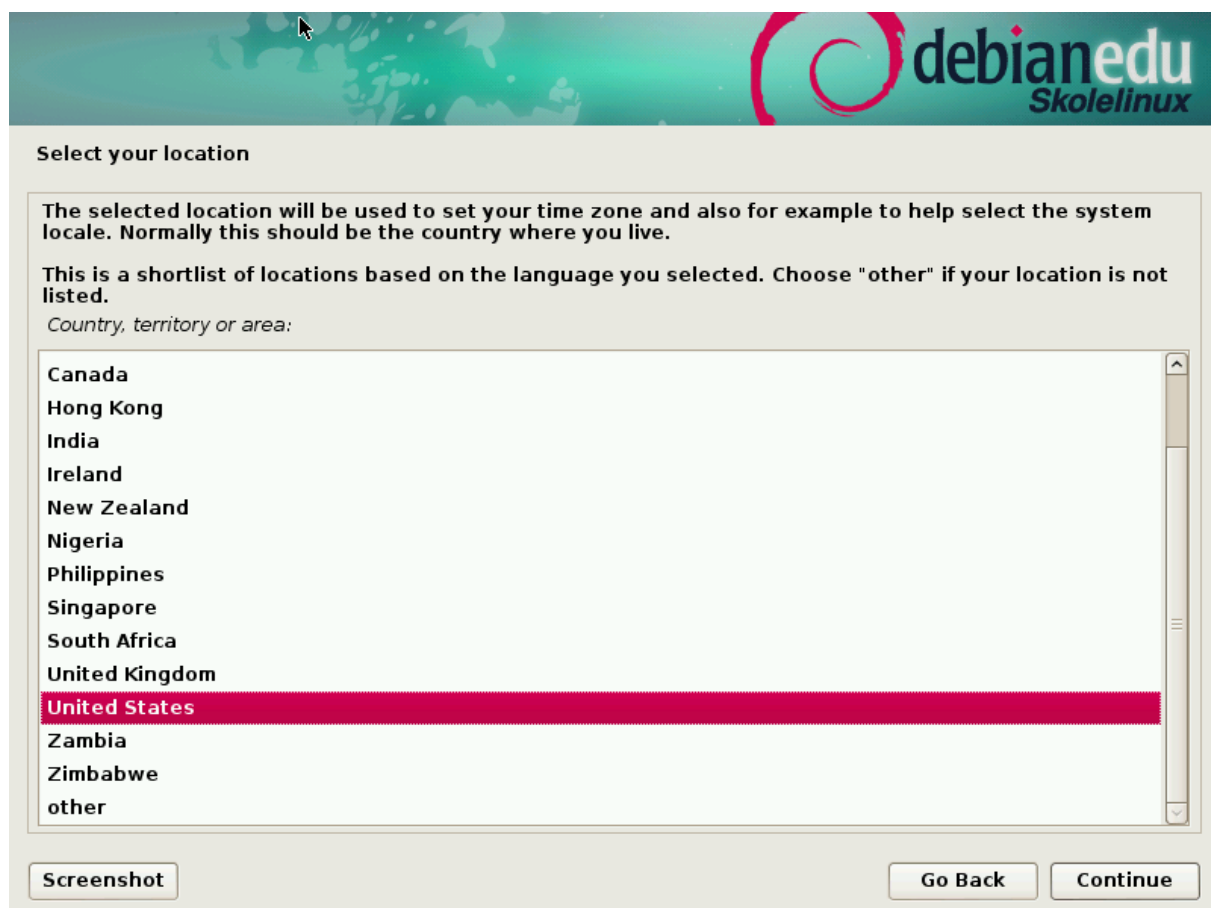 debianedu
Skolelinux
Select your location
The selected location will be used to set your time zone and also for example to help select the system
locale. Normally this should be the country where you live.
This is a shortlist of locations based on the language you selected. Choose "other" if your location is not
listed.
Country, territory or area:
Canada
Hong Kong
India
Ireland
New Zealand
Nigeria
Philippines
Singapore
South Africa
United Kingdom
United States
Zambia
Zimbabwe
other
Screenshot
Go Back
Continue